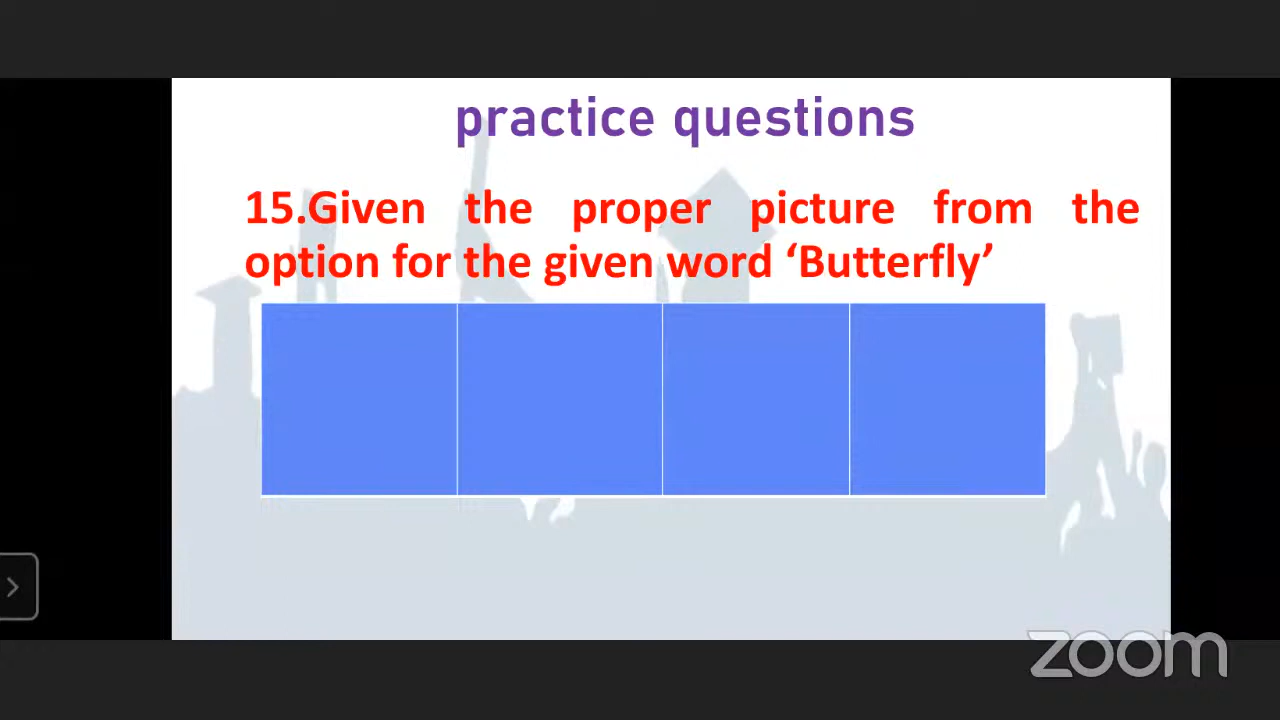 practice questions
15.Given the proper picture from the
option for the given word ‘Butterfly’
zoom